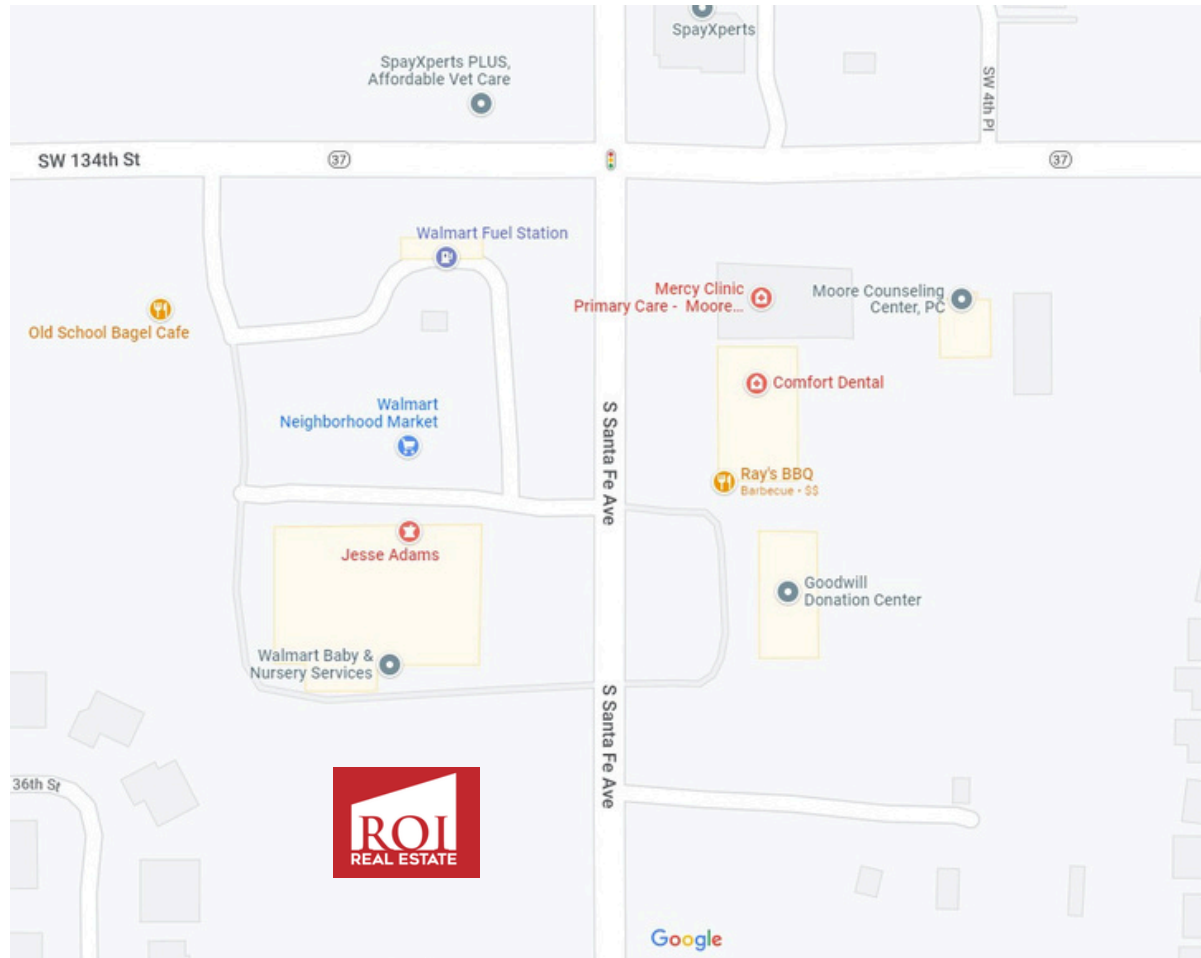 SpayXperts
SpayXperts PLUS,
Affordable Vet Care
SW 4th Pl
SW 134th St
37
37
Walmart Fuel Station
Mercy Clinic
Primary Care - Moore...
Moore Counseling
Center, PC
Old School Bagel Cafe
Comfort Dental
Walmart
Neighborhood Market
S Santa Fe Ave
Ray's BBQ
Barbecue • $$
Jesse Adams
Goodwill
Donation Center
Walmart Baby &
Nursery Services
S Santa Fe Ave
36th St
ROI
REAL ESTATE
Google